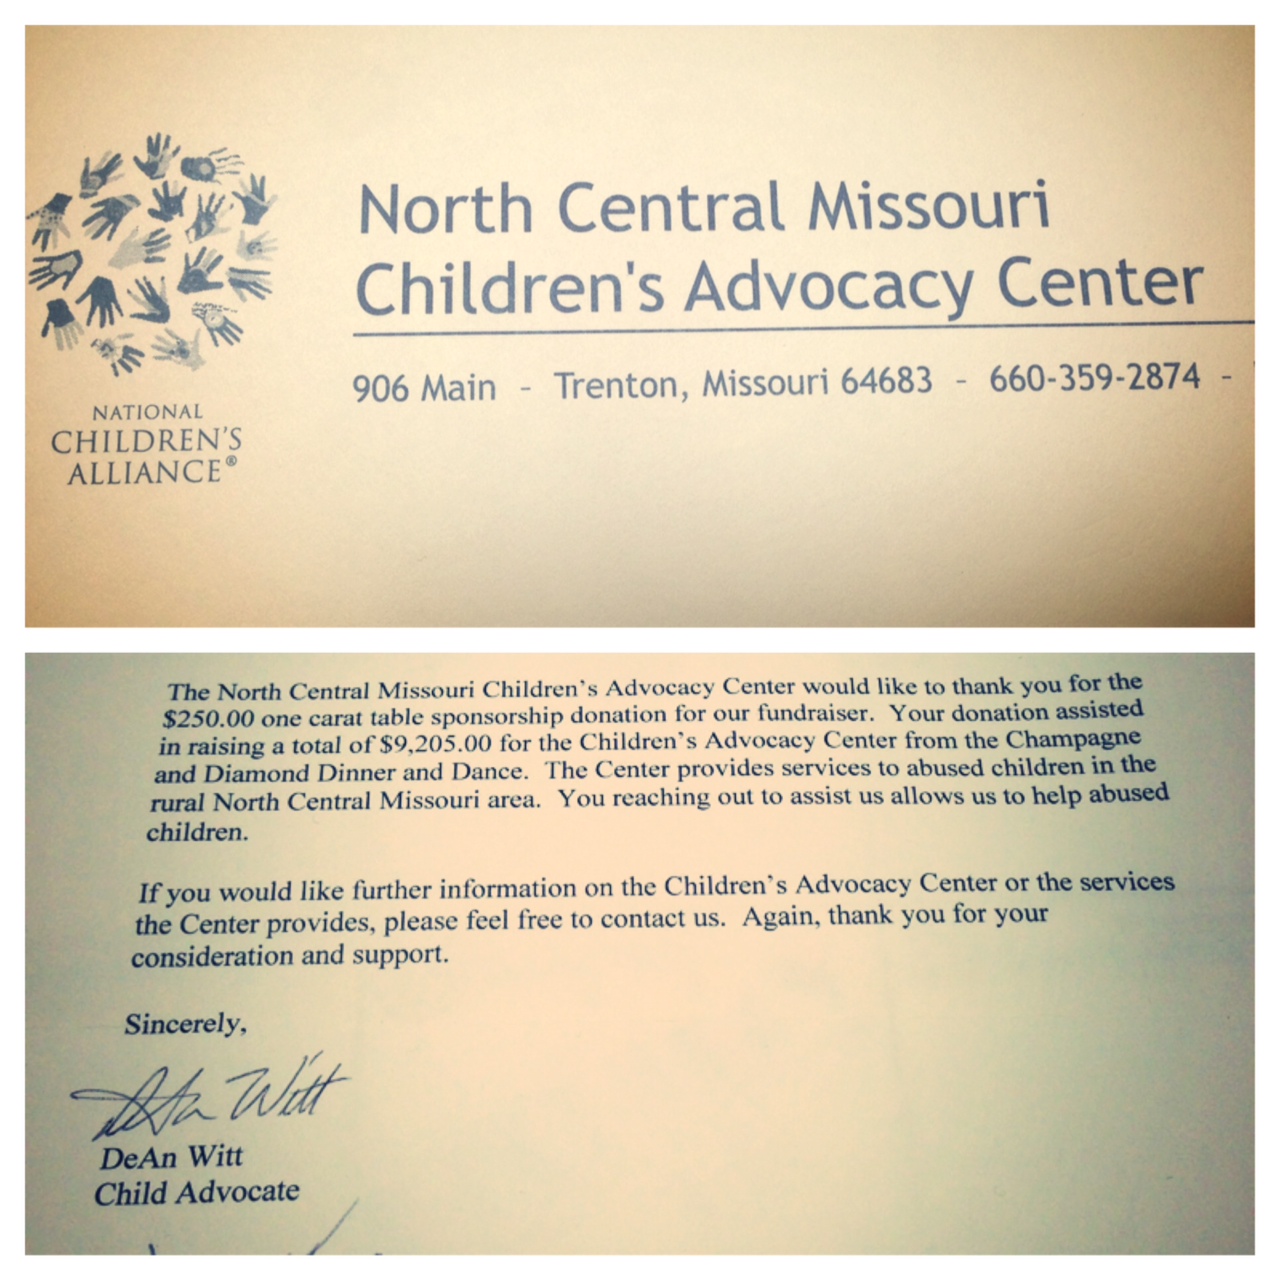 North Central Missouri
Children's Advocacy Center
906 Main - Trenton, Missouri 64683 - 660-359-2874 -
NATIONAL
CHILDREN'S
ALLIANCE®
The North Central Missouri Children's Advocacy Center would like to thank you for the
$250.00 one carat table sponsorship donation for our fundraiser. Your donation assisted
in raising a total of $9,205.00 for the Children's Advocacy Center from the Champagne
and Diamond Dinner and Dance. The Center provides services to abused children in the
rural North Central Missouri area. You reaching out to assist us allows us to help abused
children.
If you would like further information on the Children's Advocacy Center or the services
the Center provides, please feel free to contact us. Again, thank you for your
consideration and support.
Sincerely,
DeAn Witt
DeAn Witt
Child Advocate